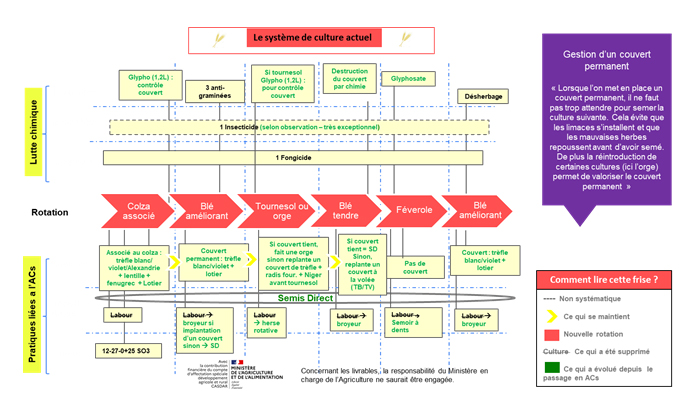 Le système de culture actuel
Gestion d'un couvert
permanent
« Lorsque l'on met en place un
couvert permanent, il ne faut
pas trop attendre pour semer la
culture suivante. Cela évite que
les limaces s'installent et que
les mauvaises herbes
repoussent avant d'avoir semé.
De plus la réintroduction de
certaines cultures (ici l'orge)
permet de valoriser le couvert
permanent »
Lutte chimique
Glypho (1,2L) :
contrôle
couvert
3 anti-
graminées
Si tournesol
Glypho (1,2L) :
pour contrôle
couvert
Destruction
du couvert
par chimie
Glyphosate
Désherbage
1 Insecticide (selon observation – très exceptionnel)
1 Fongicide
Rotation
Colza
associé
Blé
améliorant
Tournesol ou
orge
Blé
tendre
Féverole
Blé
améliorant
Pratiques liées a l'ACs
Associé au colza :
trèfle blanc/
violet/Alexandrie
+ lentille +
fenugrec + Lotier
Couvert
permanent : trèfle
blanc/violet +
lotier
Si couvert tient,
fait une orge
sinon replante un
couvert de trèfle +
radis four. + Niger
avant tournesol
Si couvert
tient = SD
Sinon,
replante un
couvert à
la volée
(TB/TV)
Pas de
couvert
Couvert : trèfle
blanc/violet +
lotier
Semis Direct
Labour
Labour →
broyeur si
implantation
d'un couvert
sinon → SD
Labour
→ herse
rotative
Labour →
broyeur
Labour →
Semoir à
dents
Labour →
broyeur
12-27-0+25 SO3
Comment lire cette frise ?
Non systématique
Ce qui se maintient
Nouvelle rotation
Culture Ce qui a été supprimé
Ce qui a évolué depuis le
passage en ACs
Avec
la contribution
financière du compte
d'affectation spéciale
développement
agricole et rural
CASDAR
MINISTÈRE
DE L'AGRICULTURE
ET DE L'ALIMENTATION
Liberté
Égalité
Fraternité
Concernant les livrables, la responsabilité du Ministère en
charge de l'Agriculture ne saurait être engagée.